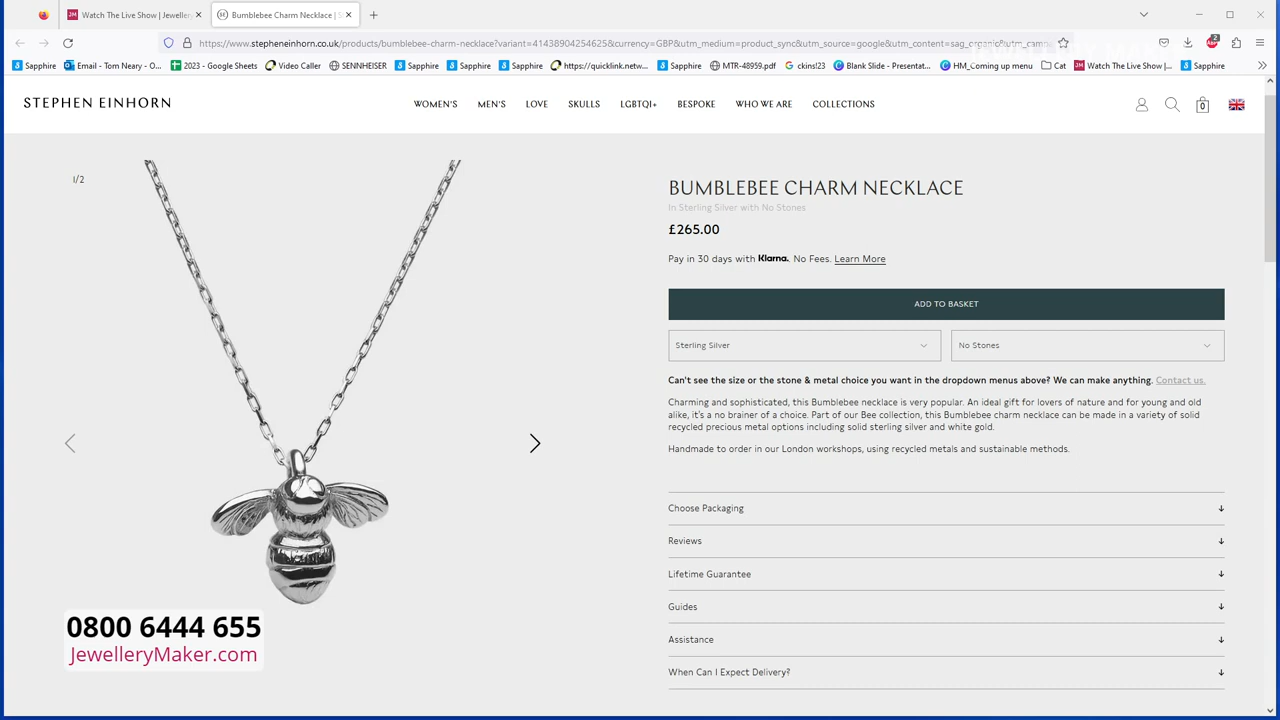 Watch The Live Show | Jewellery
Bumblebee Charm Necklace | S
https://www.stepheneinhorn.co.uk/products/bumblebee-charm-necklace?variant=41438904254625&currency=GBP&utm_medium=product_sync&utm_source=google&utm_content=sag_organic&utm_cam
2
Sapphire
Email - Tom Neary - O...
2023 - Google Sheets
Video Caller
SENNHEISER
Sapphire
Sapphire
Sapphire
https://quicklink.netw...
Sapphire
MTR-48959.pdf
ckins123
Blank Slide - Presentat...
HM_Coming up menu
Cat
Watch The Live Show |...
Sapphire
STEPHEN EINHORN
WOMEN'S MEN'S LOVE SKULLS LGBTQI+ BESPOKE WHO WE ARE COLLECTIONS
0
1/2
BUMBLEBEE CHARM NECKLACE
In Sterling Silver with No Stones
£265.00
Pay in 30 days with Klarna. No Fees. Learn More
ADD TO BASKET
Sterling Silver
No Stones
Can't see the size or the stone & metal choice you want in the dropdown menus above? We can make anything. Contact us.
Charming and sophisticated, this Bumblebee necklace is very popular. An ideal gift for lovers of nature and for young and old
alike, it's a no brainer of a choice. Part of our Bee collection, this Bumblebee charm necklace can be made in a variety of solid
recycled precious metal options including solid sterling silver and white gold.
Handmade to order in our London workshops, using recycled metals and sustainable methods.
Choose Packaging
Reviews
Lifetime Guarantee
Guides
Assistance
When Can I Expect Delivery?
0800 6444 655
JewelleryMaker.com